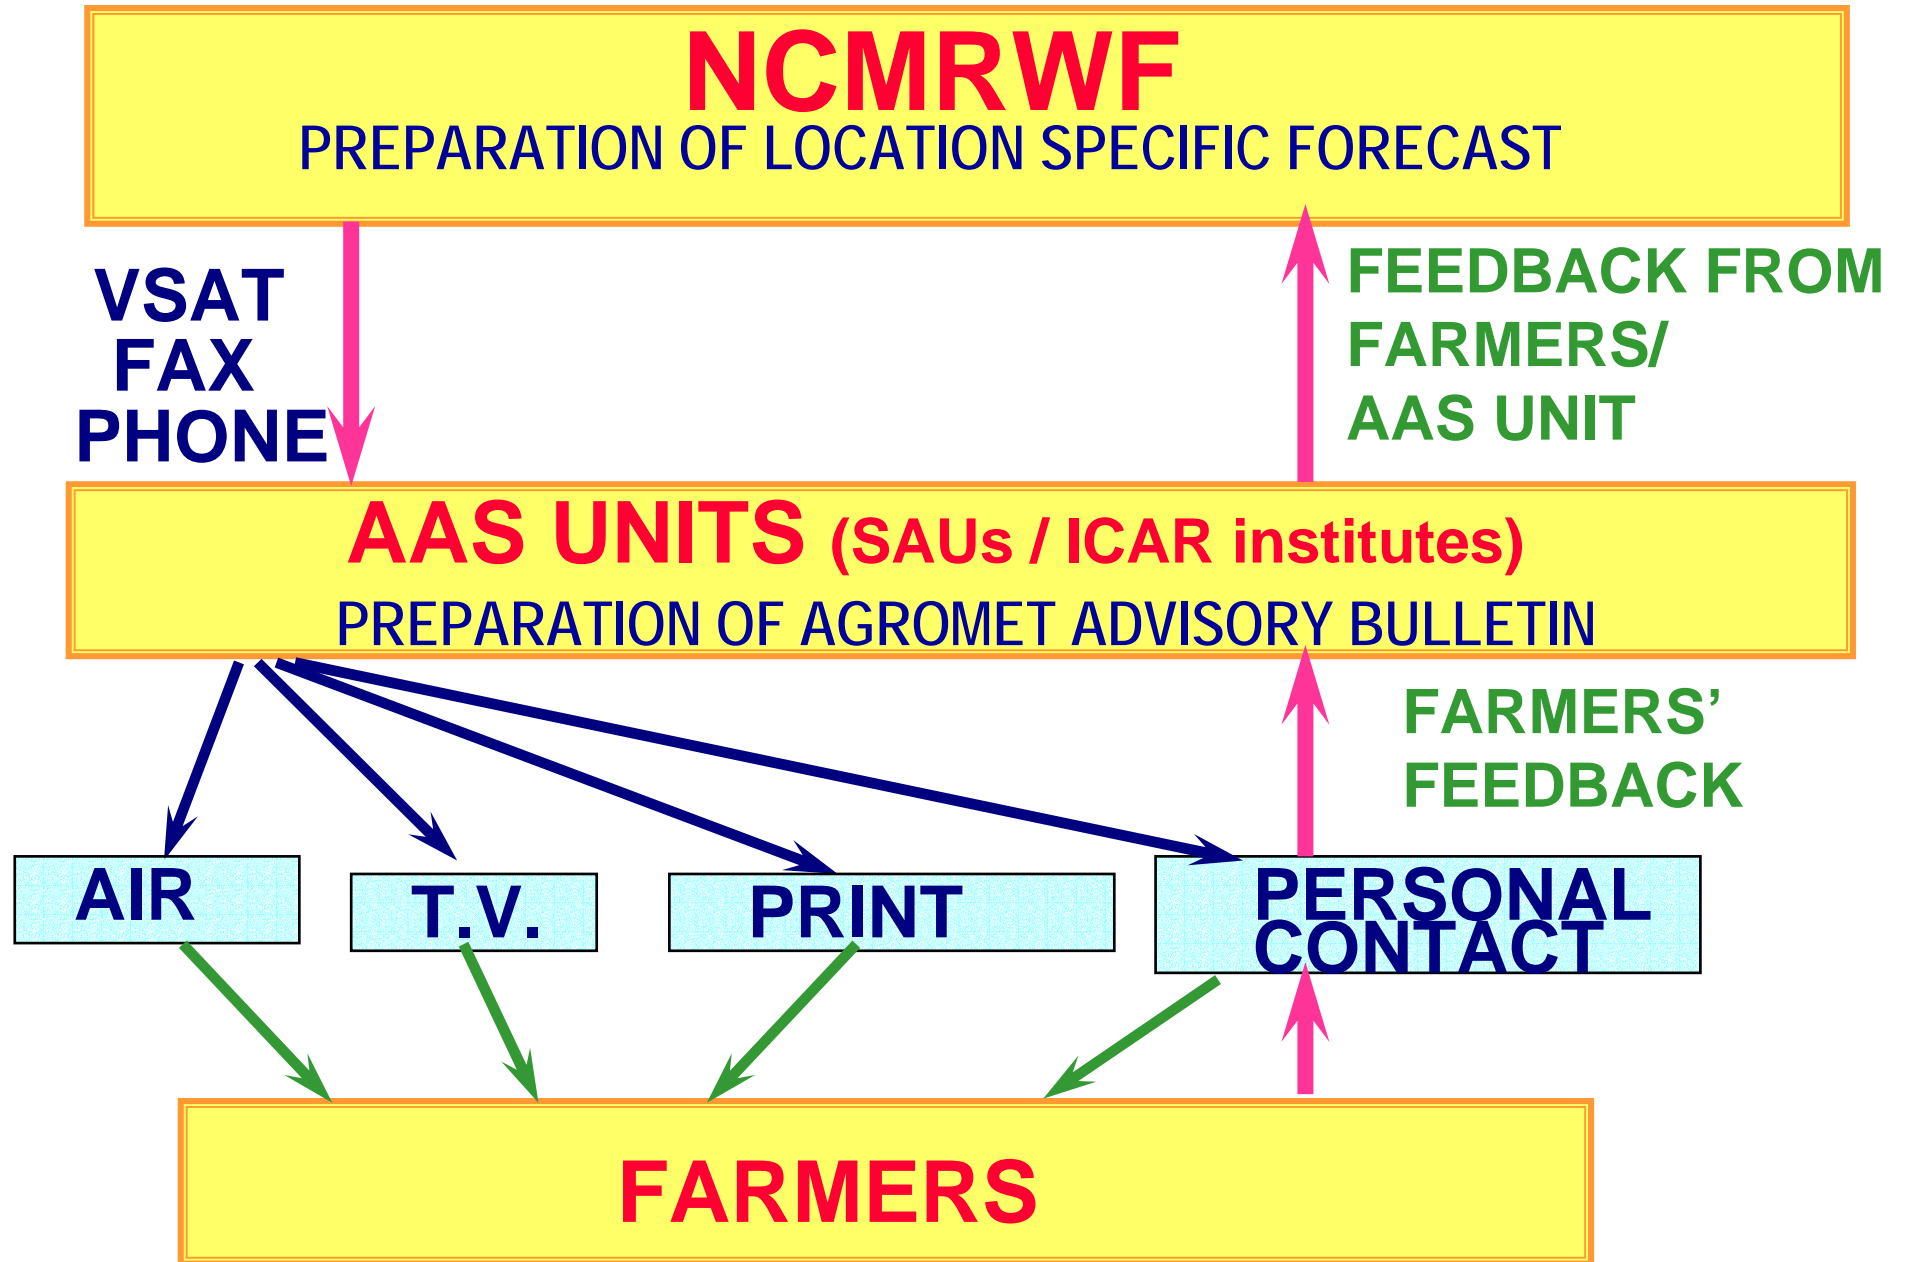 NCMRWF
PREPARATION OF LOCATION SPECIFIC FORECAST
VSAT
FAX
PHONE
FEEDBACK FROM
FARMERS/
AAS UNIT
AAS UNITS (SAUs / ICAR institutes)
PREPARATION OF AGROMET ADVISORY BULLETIN
FARMERS’
FEEDBACK
AIR
T.V.
PRINT
PERSONAL
CONTACT
FARMERS